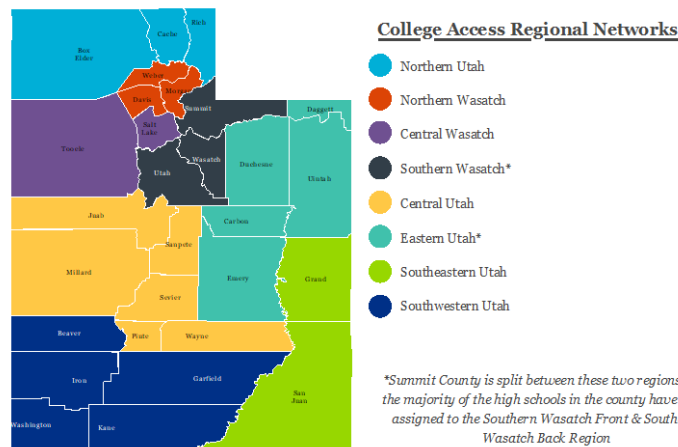 College Access Regional Networks
Rich
Cache
Box
Elder
Weber
Morgan
Davis
Summit
Daggett
Salt
Lake
Tooele
Wasatch
Duchesne
Utah
Uintah
Juab
Carbon
Sanpete
Millard
Emery
Grand
Sevier
Beaver
Piute
Wayne
Iron
Garfield
San
Juan
Washington
Kane
Northern Utah
Northern Wasatch
Central Wasatch
Southern Wasatch*
Central Utah
Eastern Utah*
Southeastern Utah
Southwestern Utah
*Summit County is split between these two regions
the majority of the high schools in the county have
assigned to the Southern Wasatch Front & South
Wasatch Back Region